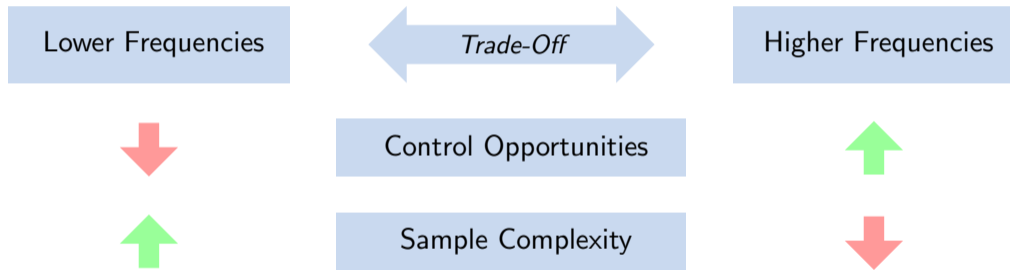 Lower Frequencies
Trade-Off
Higher Frequencies
Control Opportunities
Sample Complexity